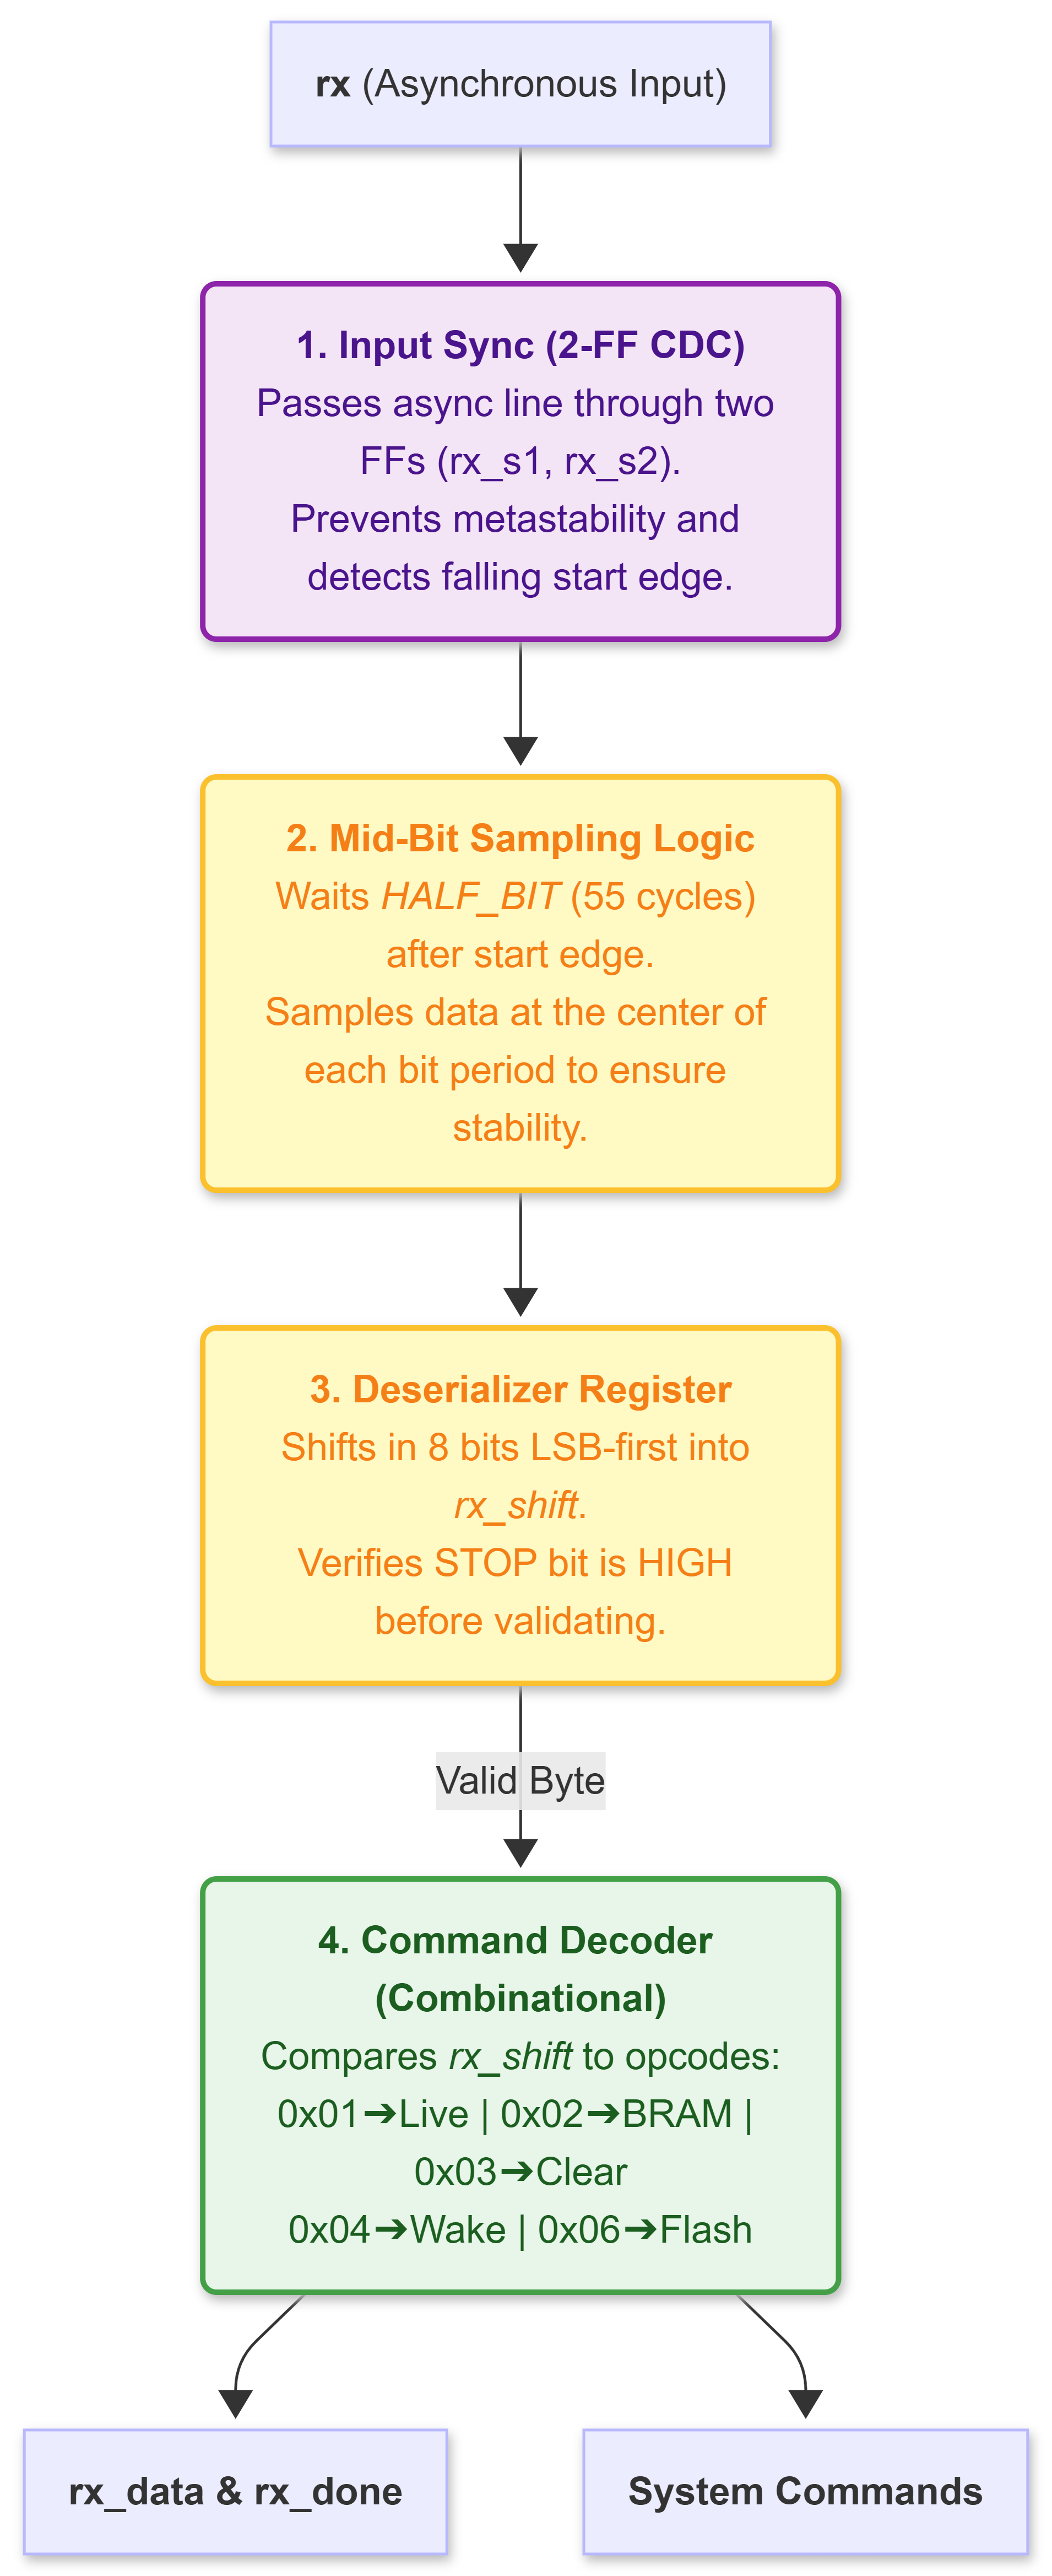 rx (Asynchronous Input)
1. Input Sync (2-FF CDC)
Passes async line through two
FFs (rx_s1, rx_s2).
Prevents metastability and
detects falling start edge.
2. Mid-Bit Sampling Logic
Waits HALF_BIT (55 cycles)
after start edge.
Samples data at the center of
each bit period to ensure
stability.
3. Deserializer Register
Shifts in 8 bits LSB-first into
rx_shift.
Verifies STOP bit is HIGH
before validating.
Valid Byte
4. Command Decoder
(Combinational)
Compares rx_shift to opcodes:
0x01➔Live | 0x02➔BRAM |
0x03➔Clear
0x04➔Wake | 0x06➔Flash
rx_data & rx_done
System Commands